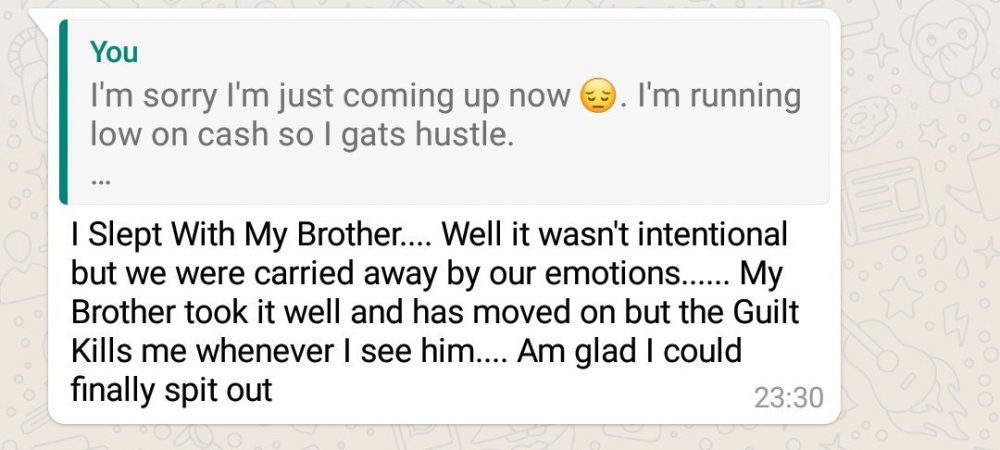 You
I'm sorry I'm just coming up now 😔. I'm running
low on cash so I gats hustle.
...
I Slept With My Brother.... Well it wasn't intentional
but we were carried away by our emotions...... My
Brother took it well and has moved on but the Guilt
Kills me whenever I see him.... Am glad I could
finally spit out
23:30